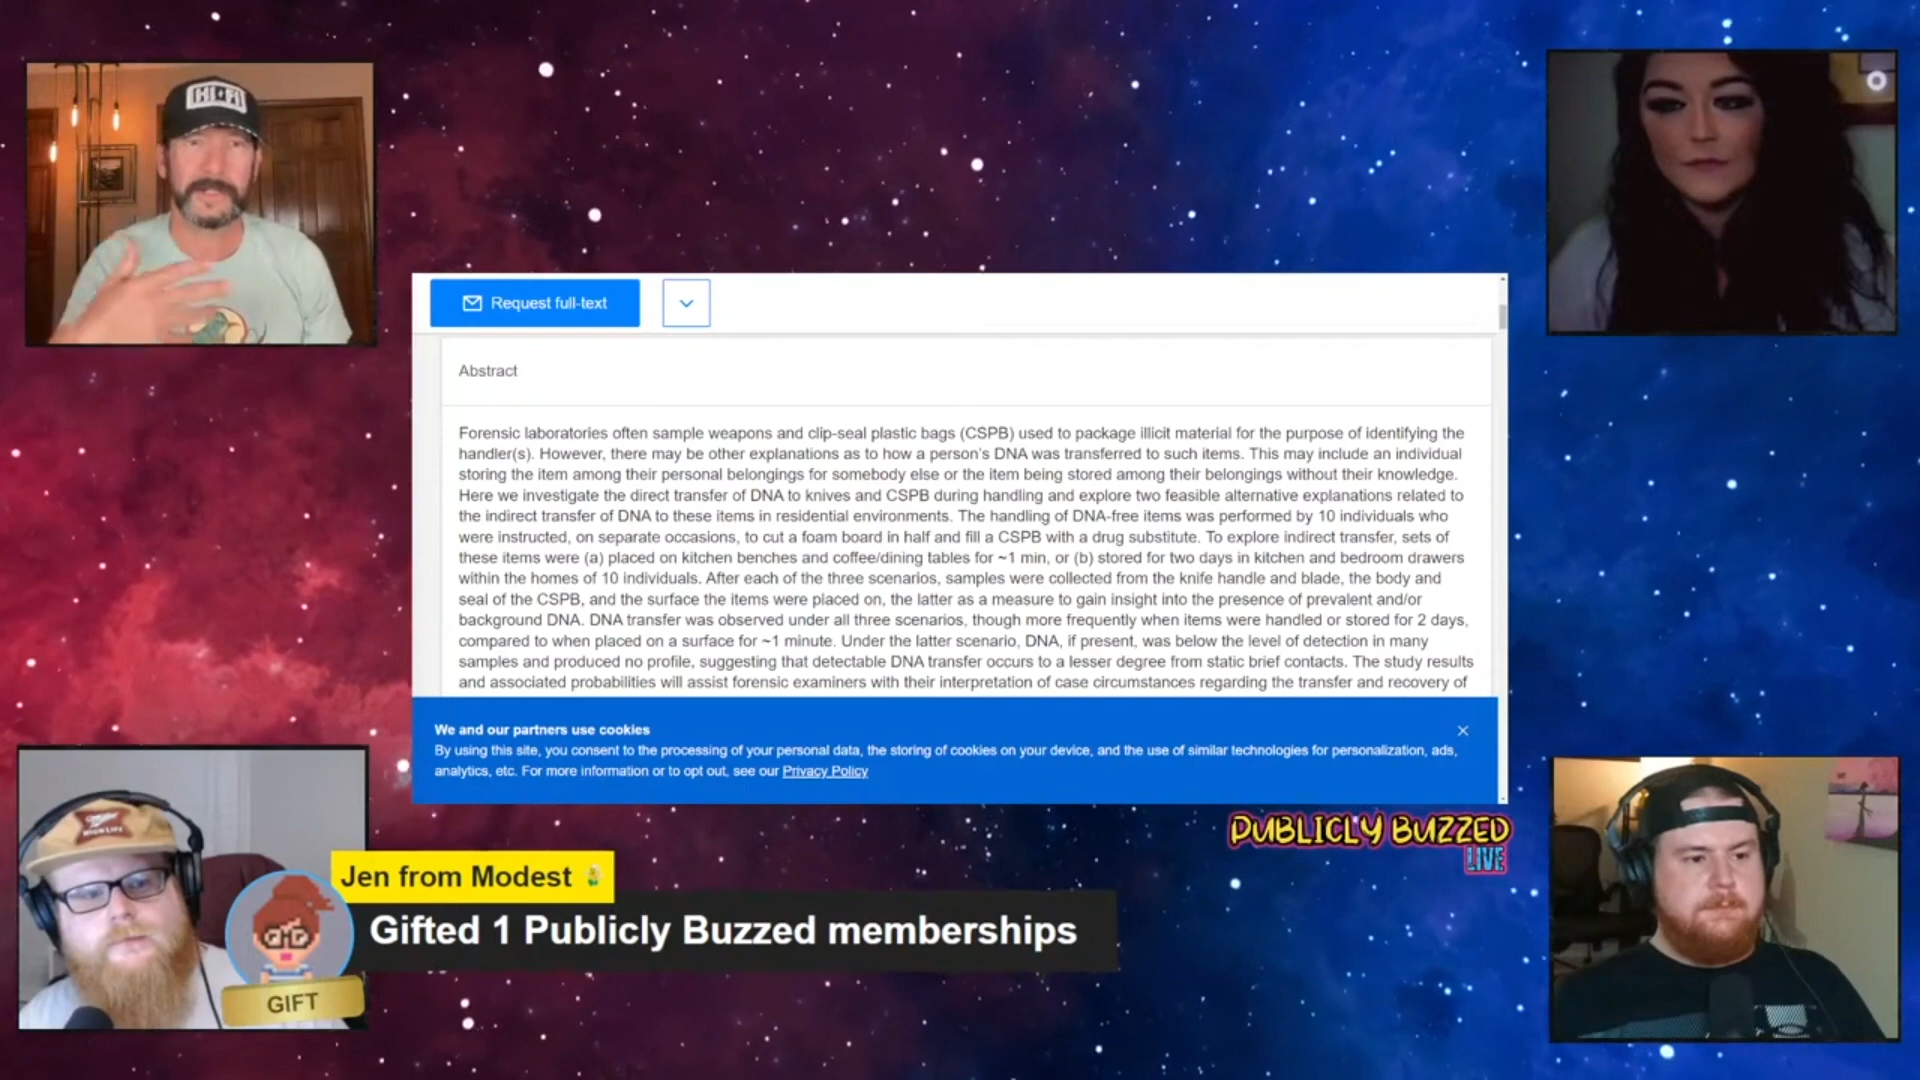 HI-FI
Request full-text
Abstract
Forensic laboratories often sample weapons and clip-seal plastic bags (CSPB) used to package illicit material for the purpose of identifying the
handler(s). However, there may be other explanations as to how a person's DNA was transferred to such items. This may include an individual
storing the item among their personal belongings for somebody else or the item being stored among their belongings without their knowledge.
Here we investigate the direct transfer of DNA to knives and CSPB during handling and explore two feasible alternative explanations related to
the indirect transfer of DNA to these items in residential environments. The handling of DNA-free items was performed by 10 individuals who
were instructed, on separate occasions, to cut a foam board in half and fill a CSPB with a drug substitute. To explore indirect transfer, sets of
these items were (a) placed on kitchen benches and coffee/dining tables for ~1 min, or (b) stored for two days in kitchen and bedroom drawers
within the homes of 10 individuals. After each of the three scenarios, samples were collected from the knife handle and blade, the body and
seal of the CSPB, and the surface the items were placed on, the latter as a measure to gain insight into the presence of prevalent and/or
background DNA. DNA transfer was observed under all three scenarios, though more frequently when items were handled or stored for 2 days,
compared to when placed on a surface for ~1 minute. Under the latter scenario, DNA, if present, was below the level of detection in many
samples and produced no profile, suggesting that detectable DNA transfer occurs to a lesser degree from static brief contacts. The study results
and associated probabilities will assist forensic examiners with their interpretation of case circumstances regarding the transfer and recovery of
We and our partners use cookies
By using this site, you consent to the processing of your personal data, the storing of cookies on your device, and the use of similar technologies for personalization, ads,
analytics, etc. For more information or to opt out, see our Privacy Policy
PUBLICLY BUZZED
LIVE
Miller
HIGH LIFE
Jen from Modest
Gifted 1 Publicly Buzzed memberships
GIFT